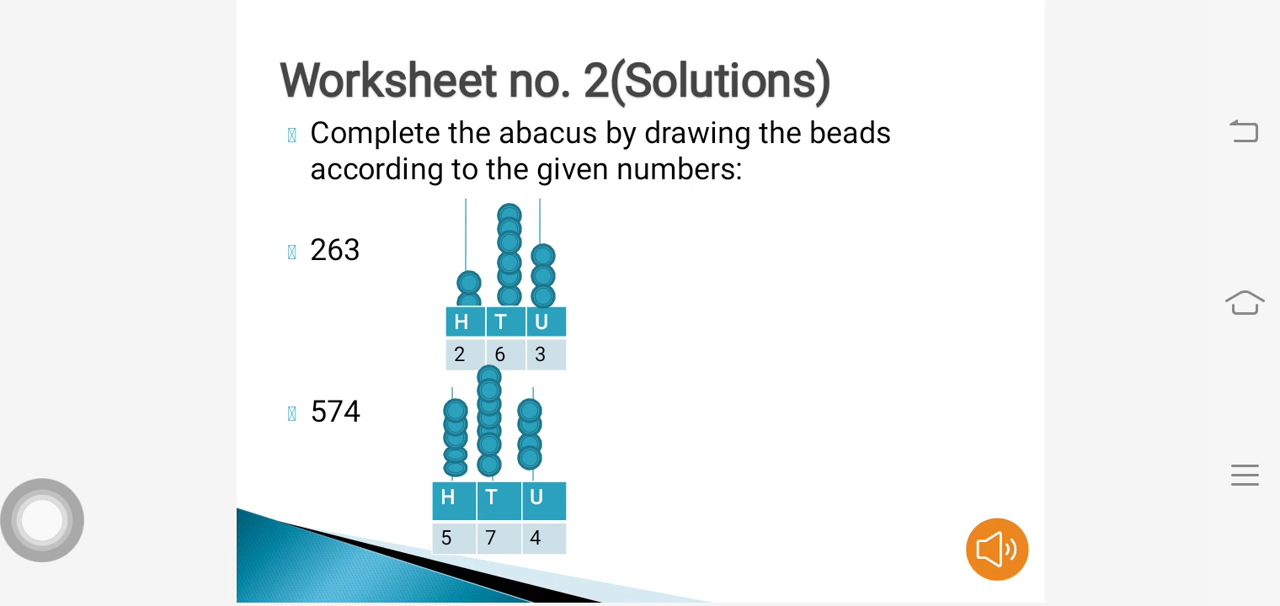 Worksheet no. 2(Solutions)
Complete the abacus by drawing the beads
according to the given numbers:
263
H T U
2 6 3
574
H T U
5 7 4